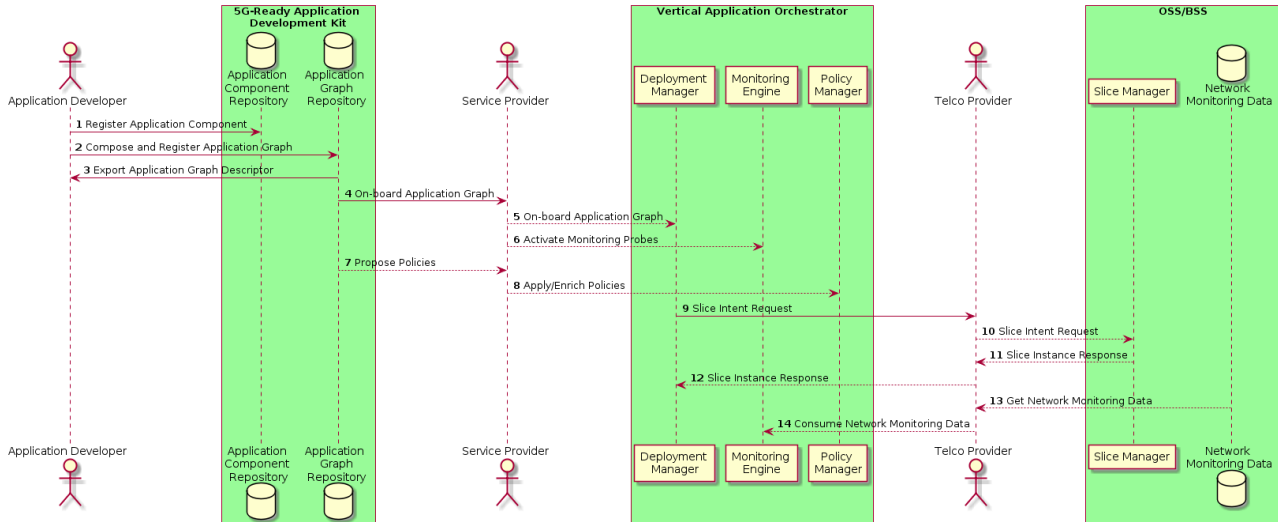 5G-Ready Application
Development Kit
Vertical Application Orchestrator
OSS/BSS
Application Developer
Application
Component
Repository
Application
Graph
Repository
Service Provider
Deployment
Manager
Monitoring
Engine
Policy
Manager
Telco Provider
Slice Manager
Network
Monitoring Data
1 Register Application Component
2 Compose and Register Application Graph
3 Export Application Graph Descriptor
4 On-board Application Graph
5 On-board Application Graph
6 Activate Monitoring Probes
7 Propose Policies
8 Apply/Enrich Policies
9 Slice Intent Request
10 Slice Intent Request
11 Slice Instance Response
12 Slice Instance Response
13 Get Network Monitoring Data
14 Consume Network Monitoring Data
Application Developer
Application
Component
Repository
Application
Graph
Repository
Service Provider
Deployment
Manager
Monitoring
Engine
Policy
Manager
Telco Provider
Slice Manager
Network
Monitoring Data